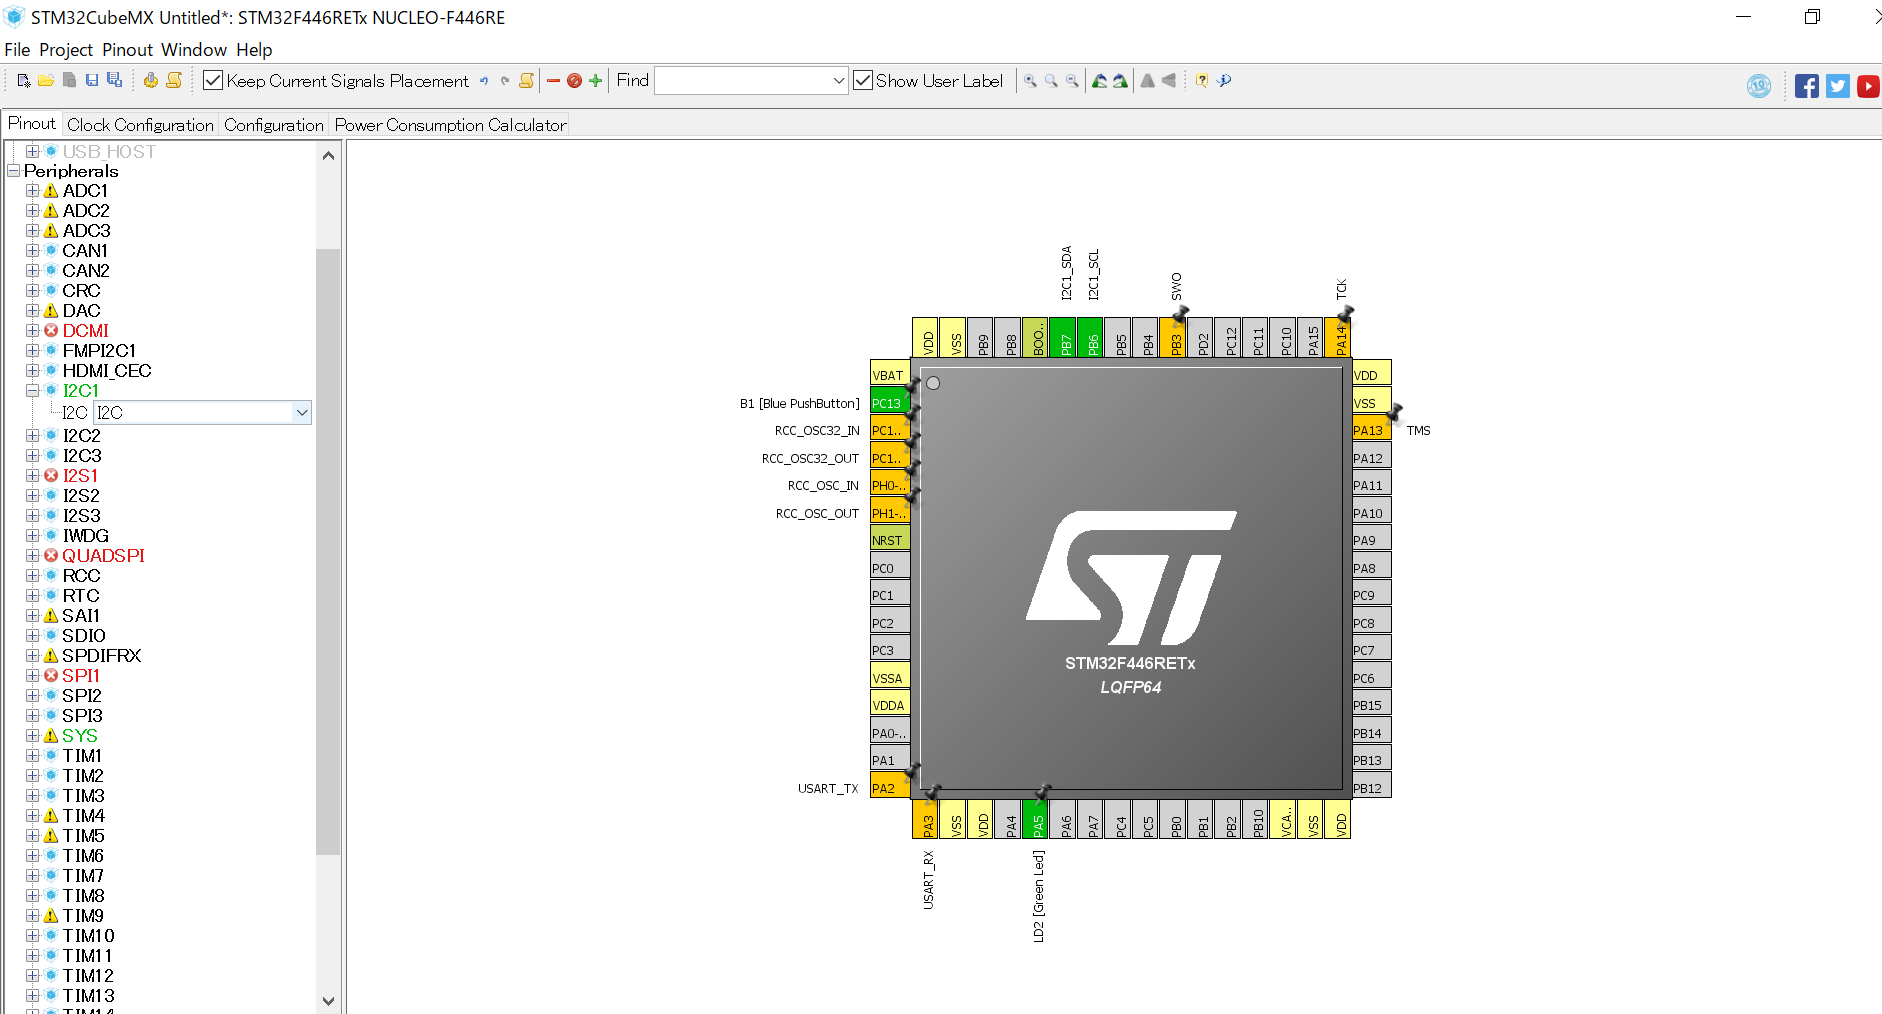 STM32CubeMX Untitled*: STM32F446RETx NUCLEO-F446RE
File Project Pinout Window Help
Keep Current Signals Placement
Find
Show User Label
Pinout Clock Configuration Configuration Power Consumption Calculator
USB_HOST
Peripherals
ADC1
ADC2
ADC3
CAN1
CAN2
CRC
DAC
DCMI
FMPI2C1
HDMI_CEC
I2C1
I2C I2C
I2C2
I2C3
I2S1
I2S2
I2S3
IWDG
QUADSPI
RCC
RTC
SAI1
SDIO
SPDIFRX
SPI1
SPI2
SPI3
SYS
TIM1
TIM2
TIM3
TIM4
TIM5
TIM6
TIM7
TIM8
TIM9
TIM10
TIM11
TIM12
TIM13
TIM14
I2C1_SDA
I2C1_SCL
SWO
TCK
VDD
VSS
PB9
PB8
BOO..
PB7
PB6
PB5
PB4
PB3
PD2
PC12
PC11
PC10
PA15
PA14
VBAT
B1 [Blue PushButton] PC13
RCC_OSC32_IN PC1..
RCC_OSC32_OUT PC1..
RCC_OSC_IN PH0-..
RCC_OSC_OUT PH1-..
NRST
PC0
PC1
PC2
PC3
VSSA
VDDA
PA0-..
PA1
USART_TX PA2
STM32F446RETx
LQFP64
VDD
VSS
PA13 TMS
PA12
PA11
PA10
PA9
PA8
PC9
PC8
PC7
PC6
PB15
PB14
PB13
PB12
PA3
VSS
VDD
PA4
PA5
PA6
PA7
PC4
PC5
PB0
PB1
PB2
PB10
VCA..
VSS
VDD
USART_RX
LD2 [Green Led]